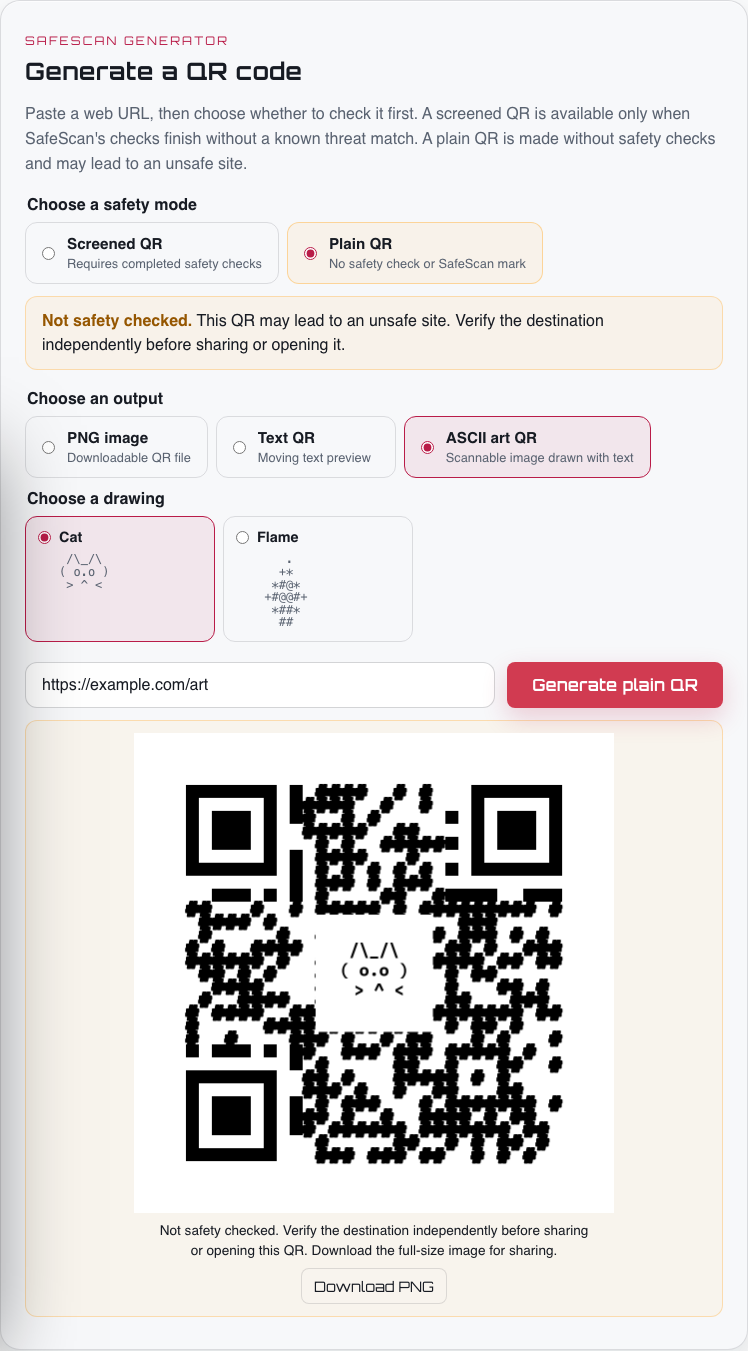 SAFESCAN GENERATOR
Generate a QR code
Paste a web URL, then choose whether to check it first. A screened QR is available only when
SafeScan's checks finish without a known threat match. A plain QR is made without safety checks
and may lead to an unsafe site.
Choose a safety mode
Screened QR
Requires completed safety checks
Plain QR
No safety check or SafeScan mark
Not safety checked. This QR may lead to an unsafe site. Verify the destination
independently before sharing or opening it.
Choose an output
PNG image
Downloadable QR file
Text QR
Moving text preview
ASCII art QR
Scannable image drawn with text
Choose a drawing
Cat
/\_/\
( o.o )
> ^ <
Flame
.
+*
*#@*
+#@@#+
*##*
##
https://example.com/art
Generate plain QR
/\_/\
( o.o )
> ^ <
Not safety checked. Verify the destination independently before sharing
or opening this QR. Download the full-size image for sharing.
Download PNG